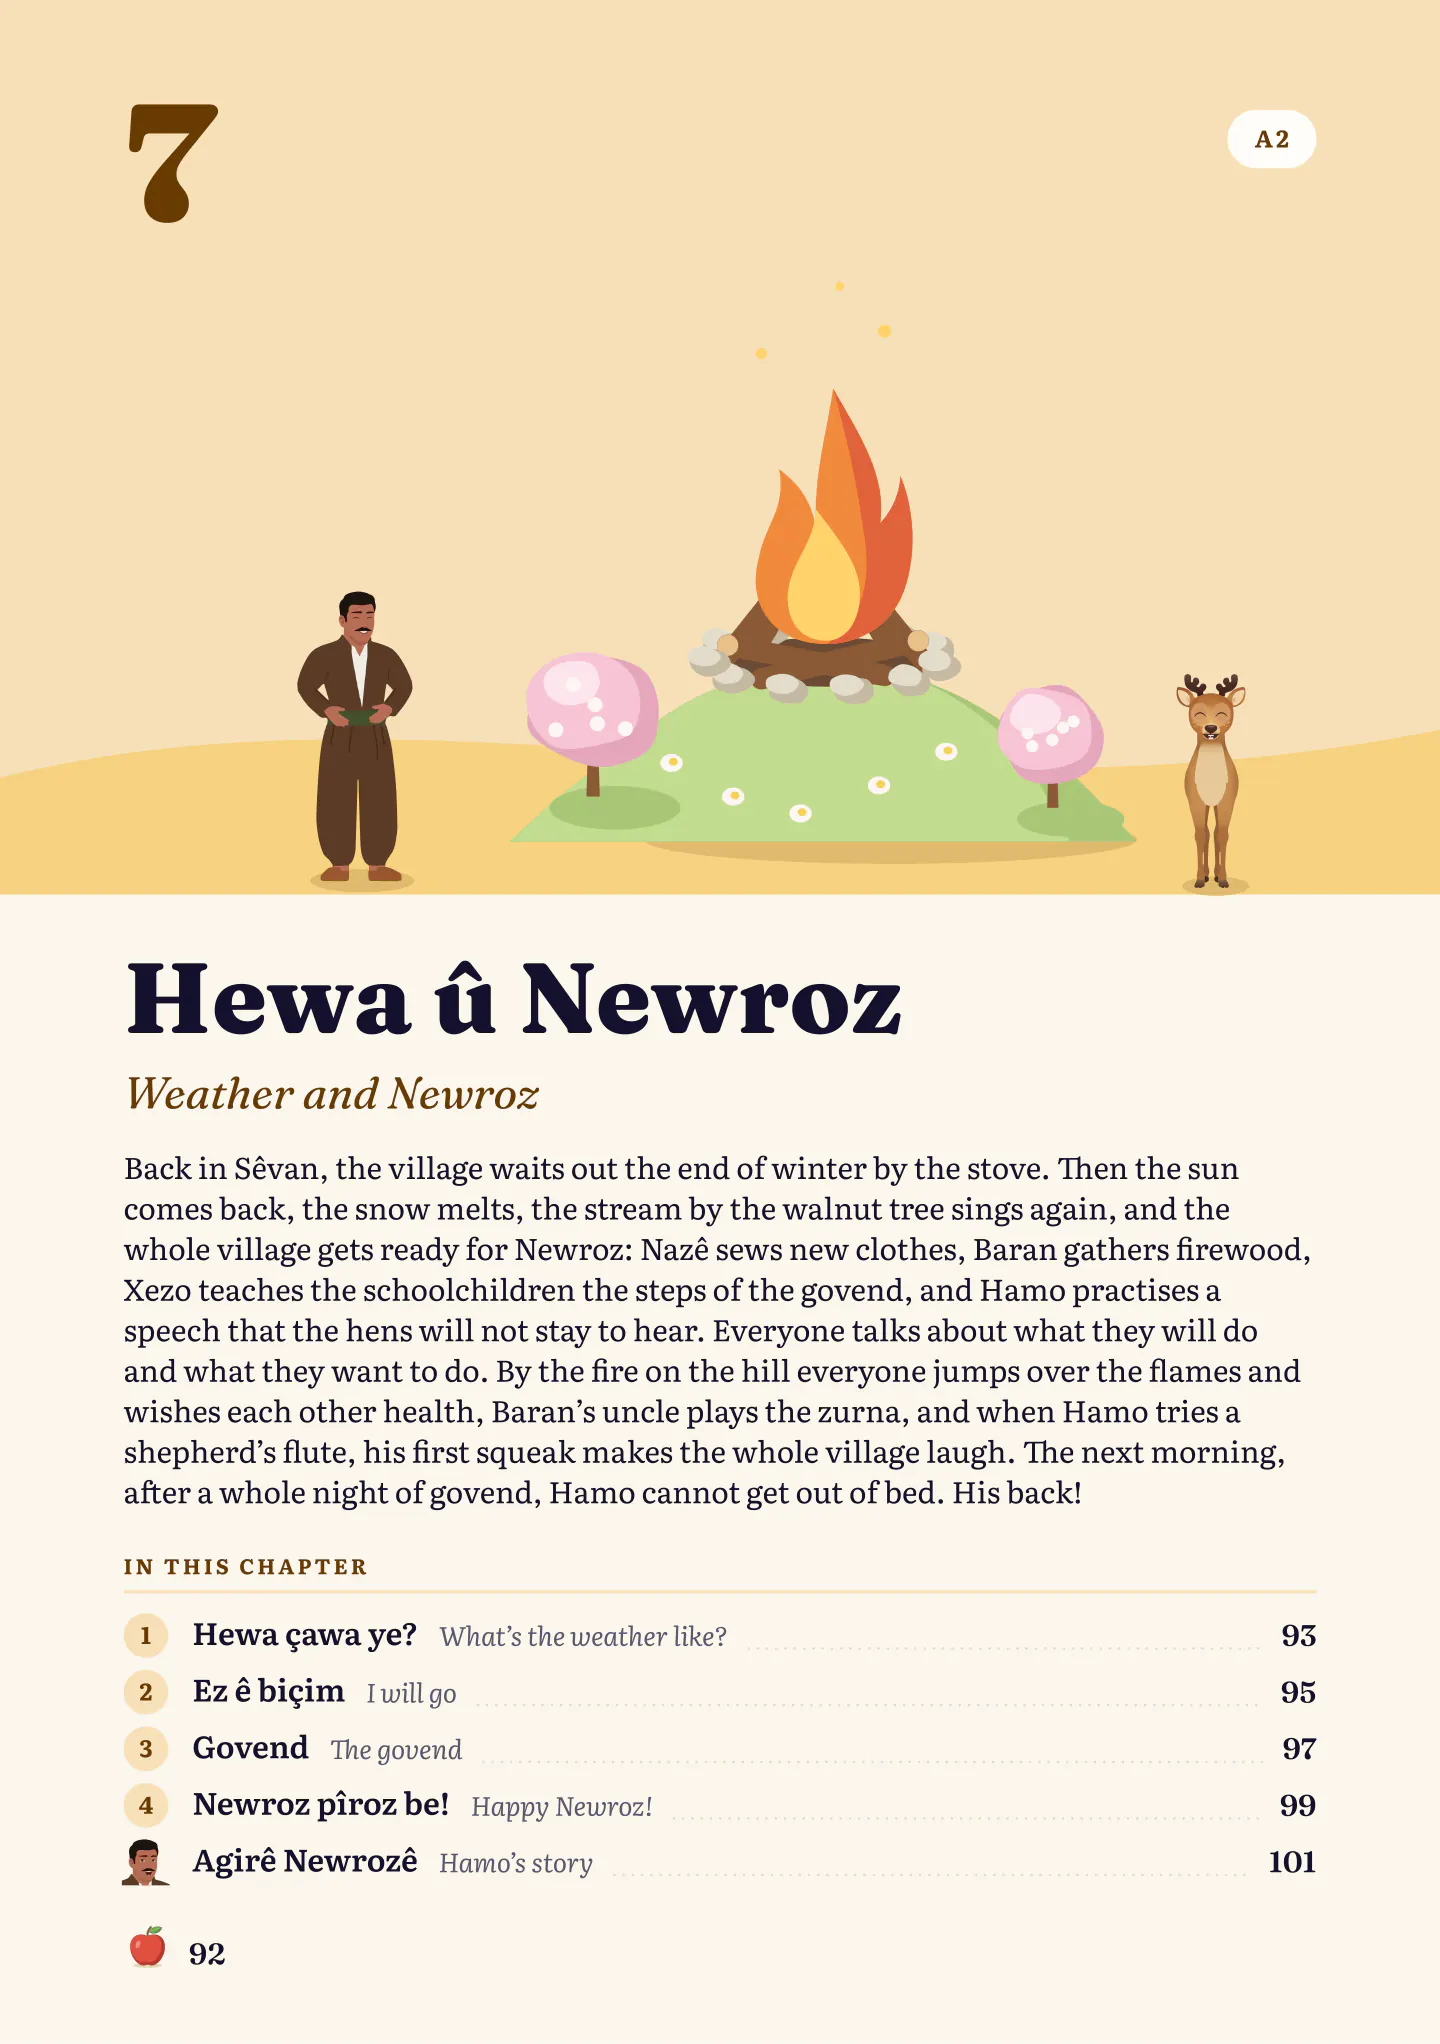 7
A2
Hewa û Newroz
Weather and Newroz
Back in Sêvan, the village waits out the end of winter by the stove. Then the sun
comes back, the snow melts, the stream by the walnut tree sings again, and the
whole village gets ready for Newroz: Nazê sews new clothes, Baran gathers firewood,
Xezo teaches the schoolchildren the steps of the govend, and Hamo practises a
speech that the hens will not stay to hear. Everyone talks about what they will do
and what they want to do. By the fire on the hill everyone jumps over the flames and
wishes each other health, Baran’s uncle plays the zurna, and when Hamo tries a
shepherd’s flute, his first squeak makes the whole village laugh. The next morning,
after a whole night of govend, Hamo cannot get out of bed. His back!
IN THIS CHAPTER
1 Hewa çawa ye? What’s the weather like? 93
2 Ez ê biçim I will go 95
3 Govend The govend 97
4 Newroz pîroz be! Happy Newroz! 99
Agirê Newrozê Hamo’s story 101
92